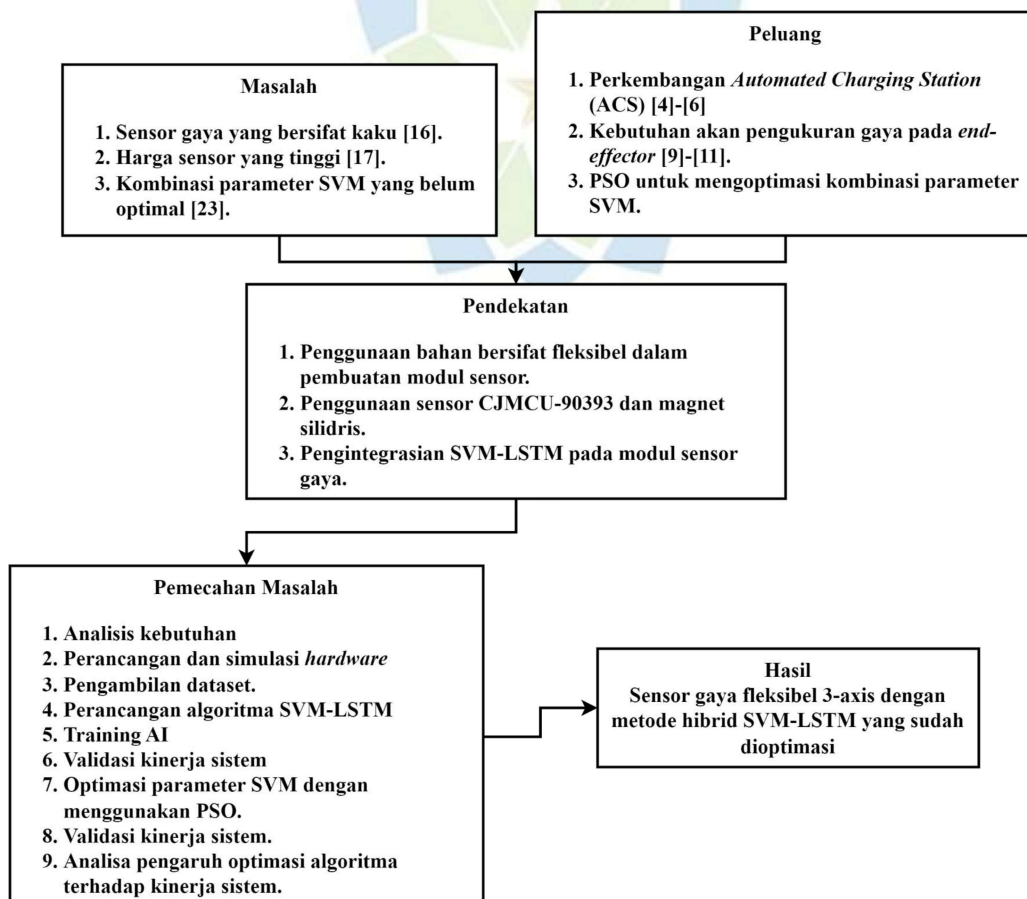 Masalah
1. Sensor gaya yang bersifat kaku [16].
2. Harga sensor yang tinggi [17].
3. Kombinasi parameter SVM yang belum
optimal [23].
Peluang
1. Perkembangan Automated Charging Station
(ACS) [4]-[6]
2. Kebutuhan akan pengukuran gaya pada end-
effector [9]-[11].
3. PSO untuk mengoptimasi kombinasi parameter
SVM.
Pendekatan
1. Penggunaan bahan bersifat fleksibel dalam
pembuatan modul sensor.
2. Penggunaan sensor CJMCU-90393 dan magnet
silidris.
3. Pengintegrasian SVM-LSTM pada modul sensor
gaya.
Pemecahan Masalah
1. Analisis kebutuhan
2. Perancangan dan simulasi hardware
3. Pengambilan dataset.
4. Perancangan algoritma SVM-LSTM
5. Training AI
6. Validasi kinerja sistem
7. Optimasi parameter SVM dengan
menggunakan PSO.
8. Validasi kinerja sistem.
9. Analisa pengaruh optimasi algoritma
terhadap kinerja sistem.
Hasil
Sensor gaya fleksibel 3-axis dengan
metode hibrid SVM-LSTM yang sudah
dioptimasi